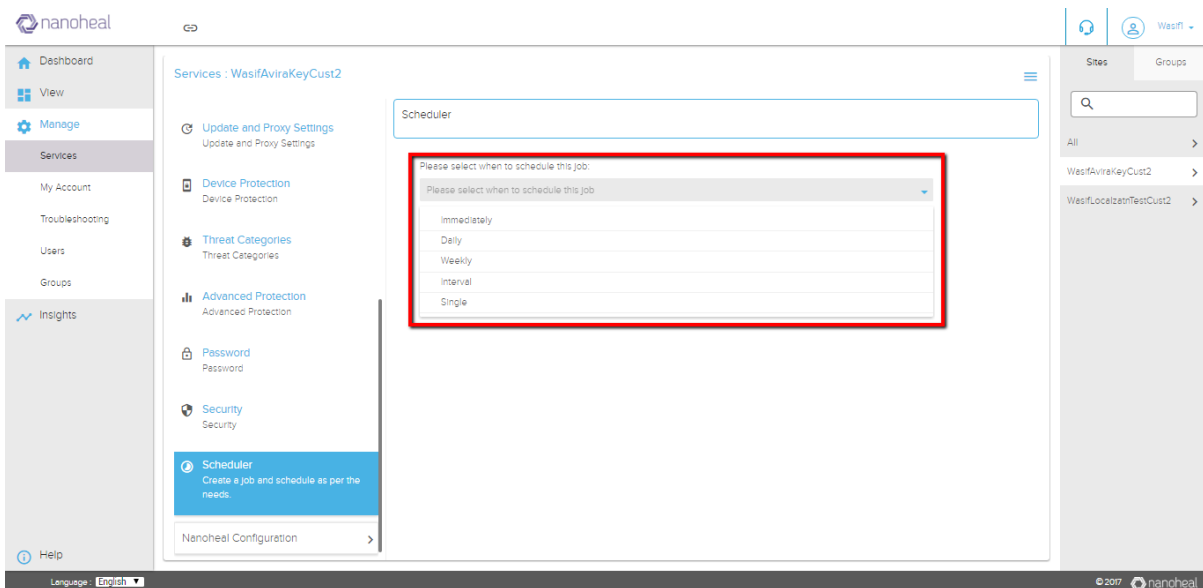 nanoheal
Wasif1
Dashboard
View
Manage
Services
My Account
Troubleshooting
Users
Groups
Insights
Help
Services : WasifAviraKeyCust2
Update and Proxy Settings
Update and Proxy Settings
Device Protection
Device Protection
Threat Categories
Threat Categories
Advanced Protection
Advanced Protection
Password
Password
Security
Security
Scheduler
Create a job and schedule as per the
needs.
Nanoheal Configuration
Scheduler
Please select when to schedule this job:
Please select when to schedule this job
Immediately
Daily
Weekly
Interval
Single
Sites
Groups
All
WasifAviraKeyCust2
WasifLocalzatnTestCust2
Language : English
© 2017 nanoheal